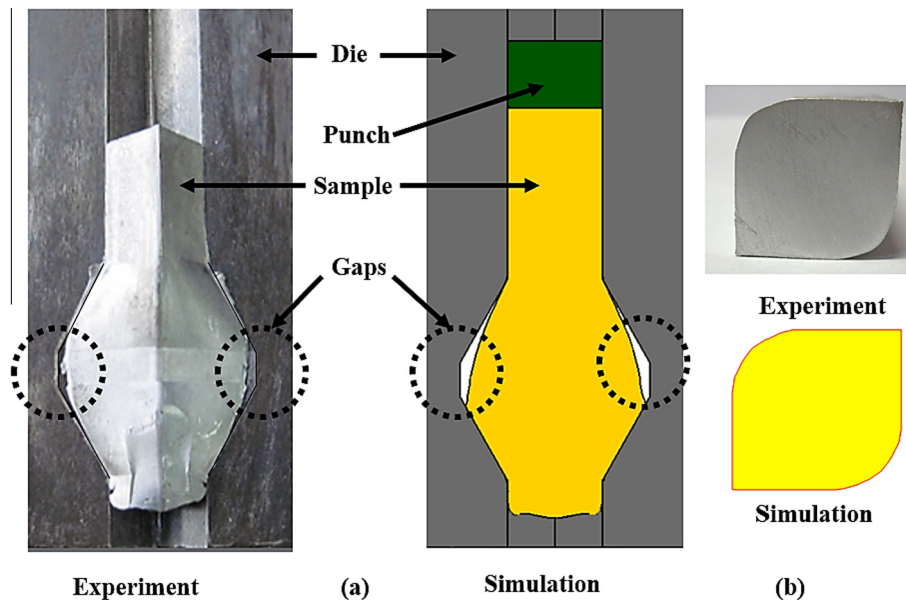 Die
Punch
Sample
Gaps
Experiment
Simulation
Experiment
(a)
Simulation
(b)